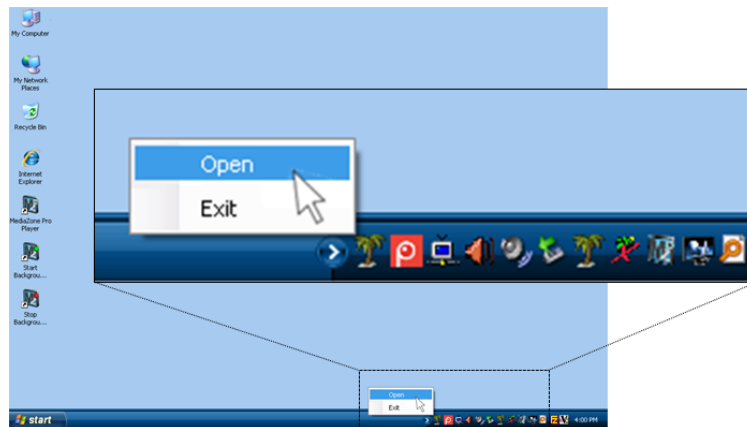 My Computer
My Network
Places
Recycle Bin
Internet
Explorer
MediaZone Pro
Player
Start
Backgrou...
Stop
Backgrou...
Open
Exit
Open
Exit
start
4:00 PM